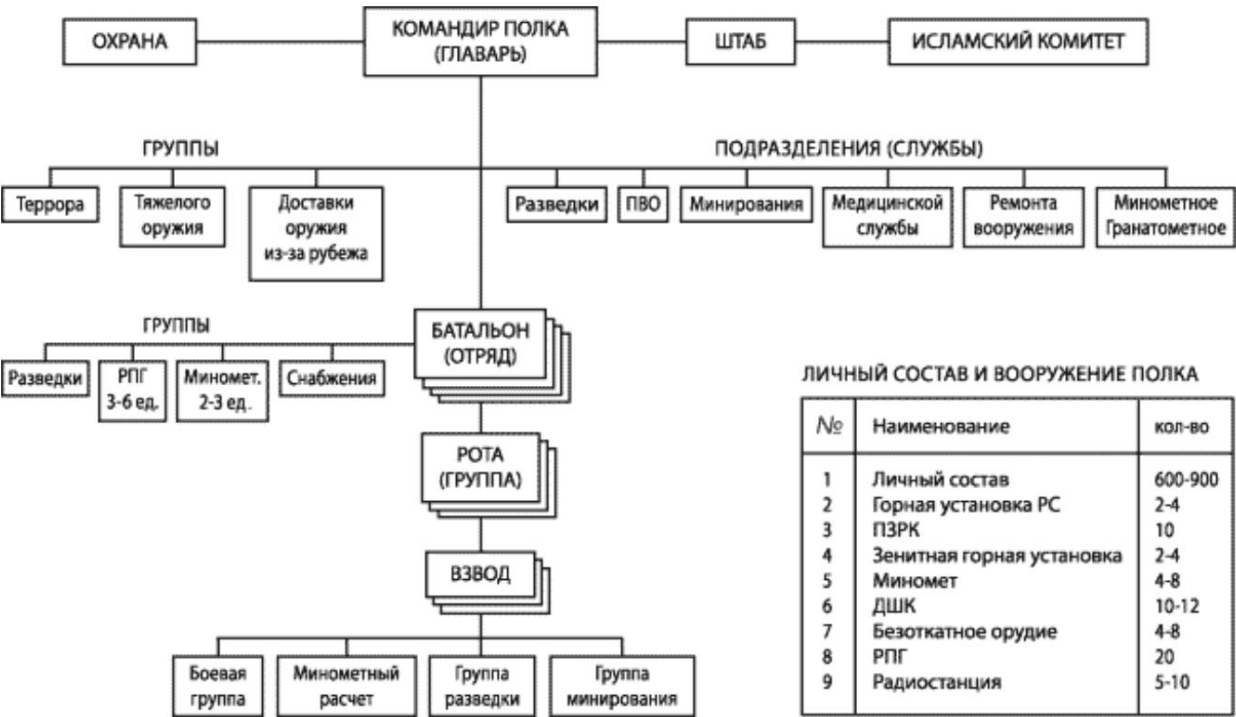 ОХРАНА
КОМАНДИР ПОЛКА
(ГЛАВАРЬ)
ШТАБ
ИСЛАМСКИЙ КОМИТЕТ
ГРУППЫ
ПОДРАЗДЕЛЕНИЯ (СЛУЖБЫ)
Террора
Тяжелого
оружия
Доставки
оружия
из-за рубежа
Разведки
ПВО
Минирования
Медицинской
службы
Ремонта
вооружения
Минометное
Гранатометное
БАТАЛЬОН
(ОТРЯД)
ГРУППЫ
Разведки
РПГ
3-6 ед.
Миномет.
2-3 ед.
Снабжения
РОТА
(ГРУППА)
ВЗВОД
Боевая
группа
Минометный
расчет
Группа
разведки
Группа
минирования
ЛИЧНЫЙ СОСТАВ И ВООРУЖЕНИЕ ПОЛКА
№ Наименование кол-во
1 Личный состав 600-900
2 Горная установка РС 2-4
3 ПЗРК 10
4 Зенитная горная установка 2-4
5 Миномет 4-8
6 ДШК 10-12
7 Безоткатное орудие 4-8
8 РПГ 20
9 Радиостанция 5-10